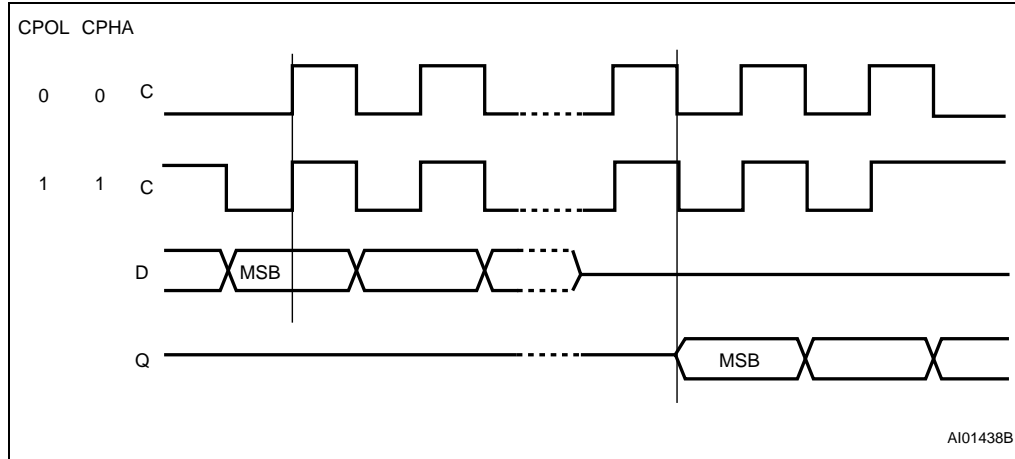 CPOL CPHA
0 0 C
1 1 C
D MSB
Q MSB
AI01438B